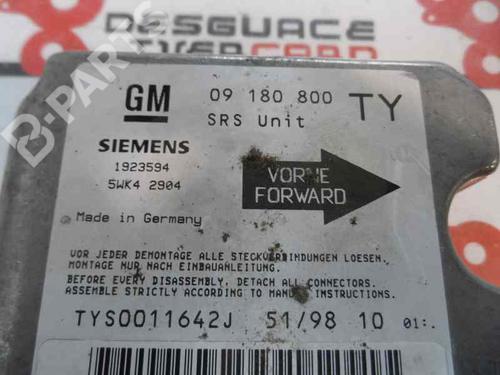 DESGUACE
GM
09 180 800 TY
SRS Unit
SIEMENS
1923594
5WK4 2904
VORNE
FORWARD
Made in Germany
VOR JEDER DEMONTAGE ALLE STECKVERBINDUNGEN LOESEN.
MONTAGE NUR NACH EINBAUANLEITUNG.
BEFORE EVERY DISASSEMBLY, DETACH ALL CONNECTORS.
ASSEMBLE STRICTLY ACCORDING TO INSTRUCTIONS
TYS0011642J 51/98 10 01:.
B-PARTS